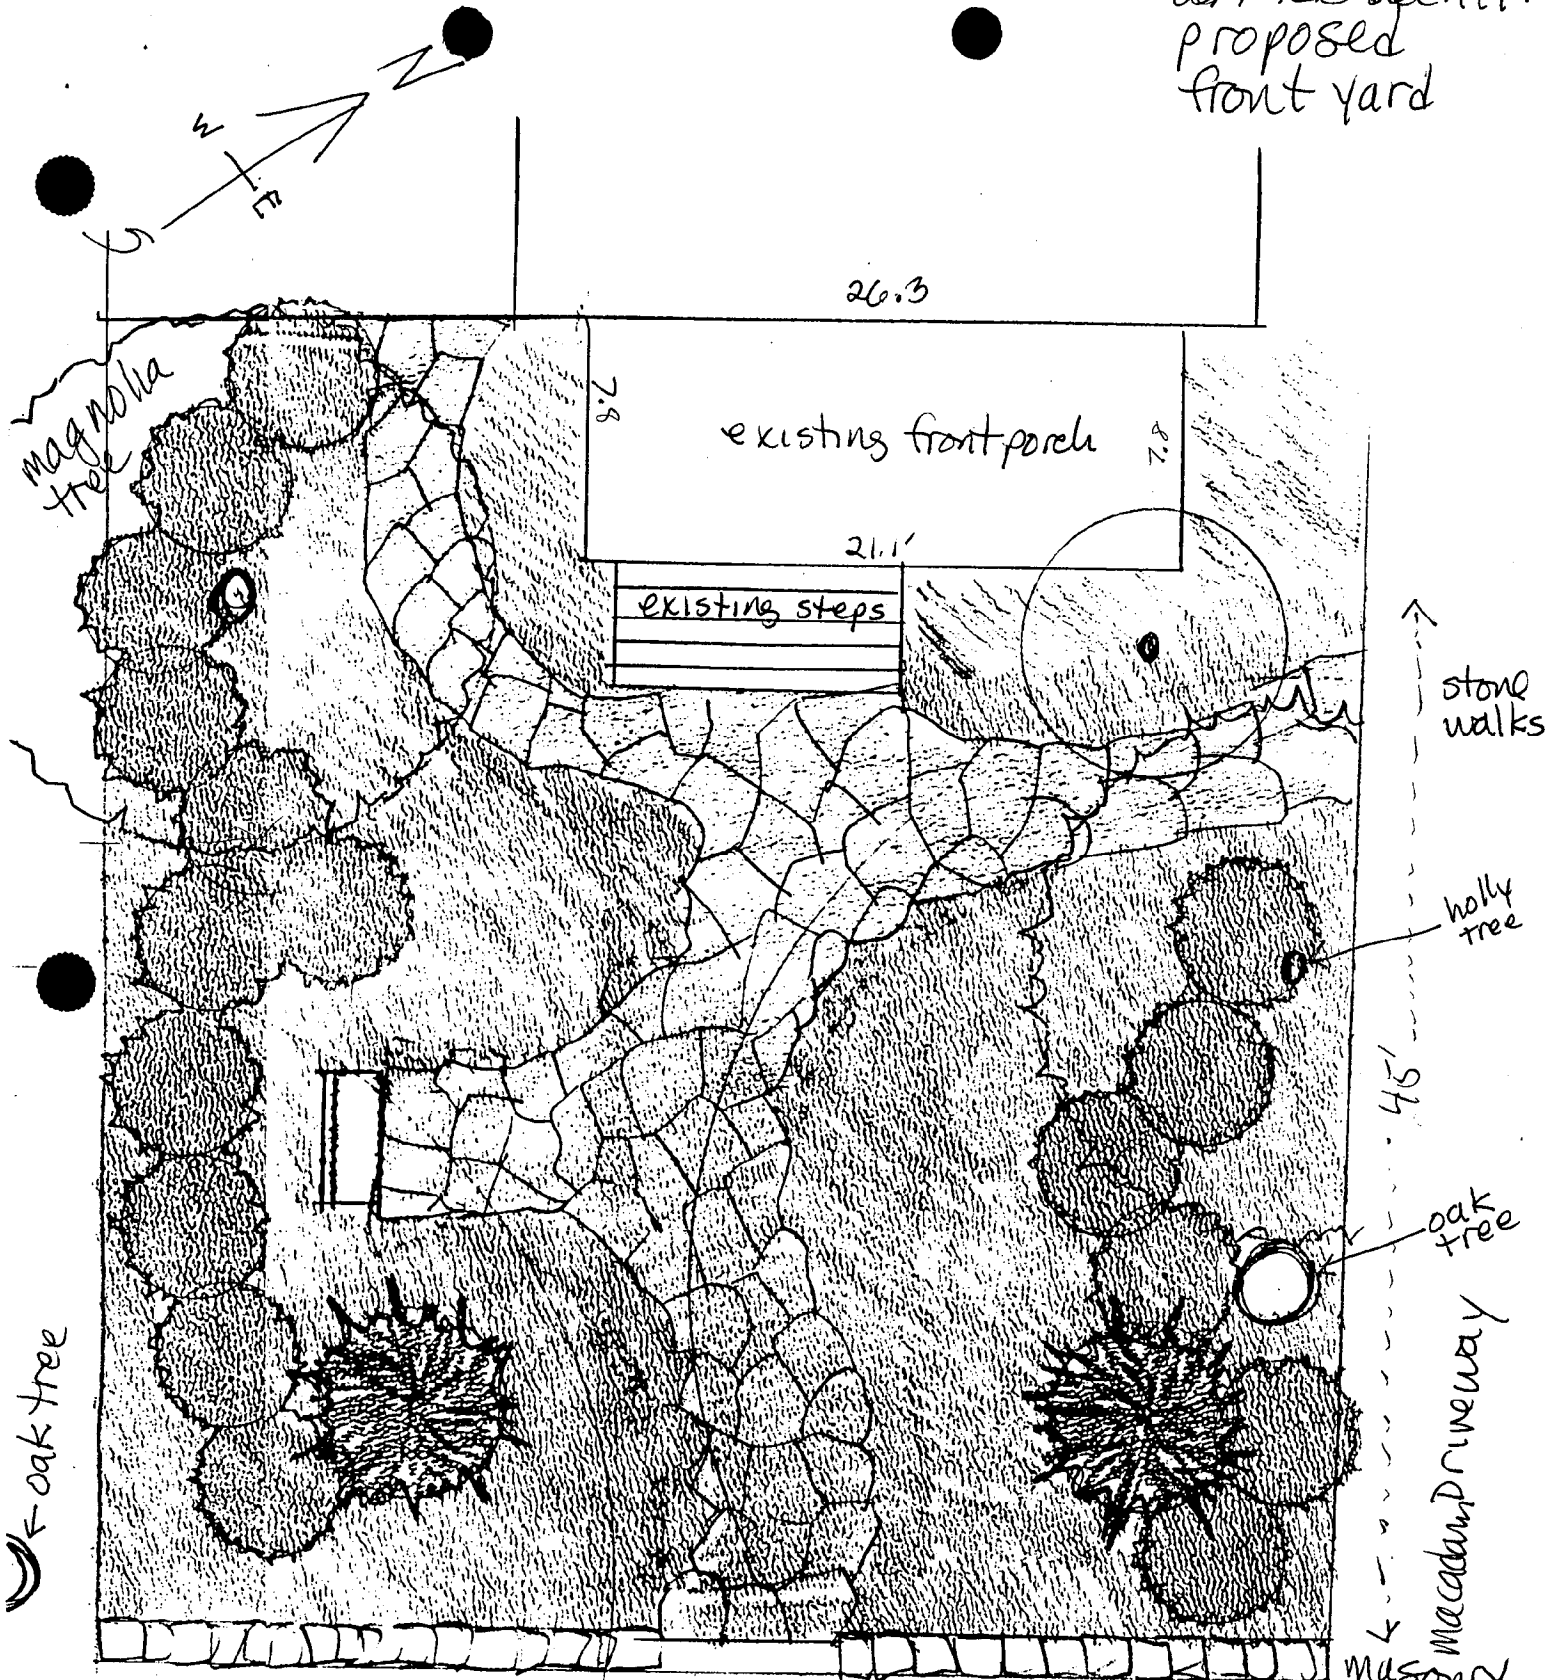 proposed
front yard
N
W
E
S
26.3
magnolia
tree
7.8
existing front porch
7.8
21.1'
existing steps
stone
walks
holly
tree
45'
oak
tree
← oak tree
Macadam Driveway